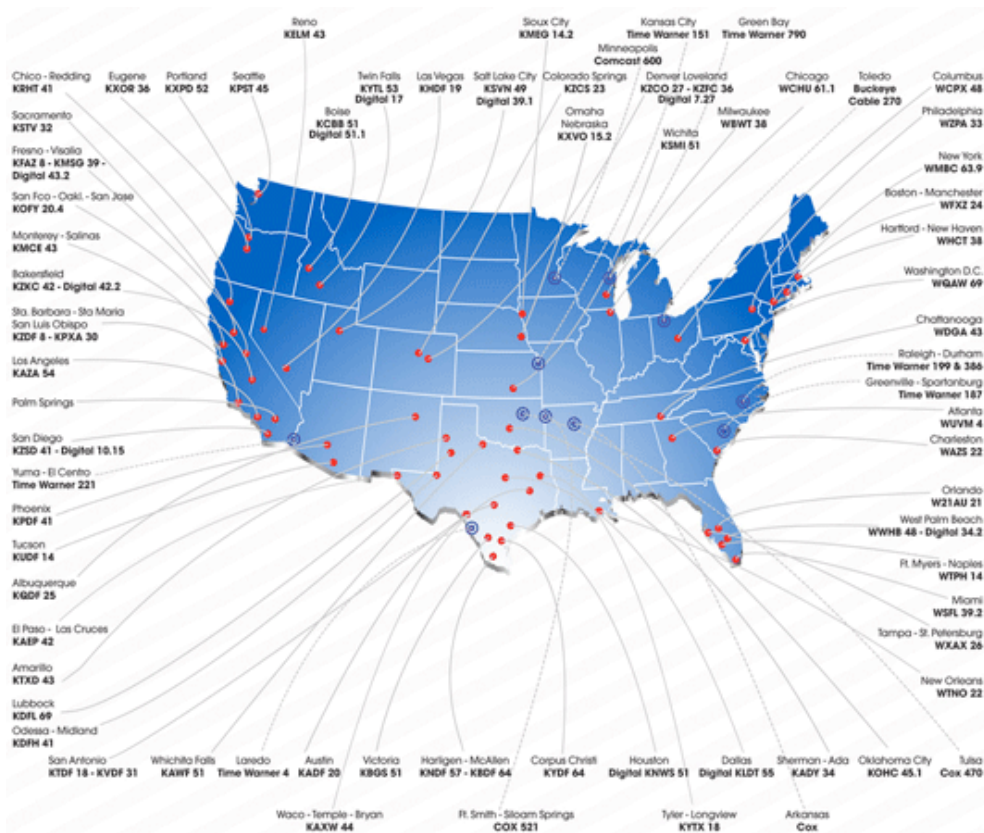 Reno
KELM 43
Sioux City
KMEG 14.2
Kansas City
Time Warner 151
Green Bay
Time Warner 790
Minneapolis
Comcast 600
Chico - Redding
KRHT 41
Eugene
KXOR 36
Portland
KXPD 52
Seattle
KPST 45
Twin Falls
KYTL 53
Digital 17
Las Vegas
KHDF 19
Salt Lake City
KSVN 49
Digital 39.1
Colorado Springs
KZCS 23
Denver Loveland
KZCO 27 - KZFC 36
Digital 7.27
Chicago
WCHU 61.1
Toledo
Buckeye
Cable 270
Columbus
WCPX 48
Boise
KCBB 51
Digital 51.1
Omaha
Nebraska
KXVO 15.2
Wichita
KSMI 51
Milwaukee
WBWT 38
Sacramento
KSTV 32
Fresno - Visalia
KFAZ 8 - KMSG 39 -
Digital 43.2
San Fco - Oakl. - San Jose
KOFY 20.4
Monterey - Salinas
KMCE 43
Bakersfield
KZKC 42 - Digital 42.2
Sta. Barbara - Sta Maria
San Luis Obispo
KZDF 8 - KPXA 30
Los Angeles
KAZA 54
Palm Springs
San Diego
KZSD 41 - Digital 10.15
Yuma - El Centro
Time Warner 221
Phoenix
KPDF 41
Tucson
KUDF 14
Albuquerque
KQDF 25
El Paso - Las Cruces
KAEP 42
Amarillo
KTXD 43
Lubbock
KDFL 69
Odessa - Midland
KDFH 41
Philadelphia
WZPA 33
New York
WMBC 63.9
Boston - Manchester
WFXZ 24
Hartford - New Haven
WHCT 38
Washington D.C.
WQAW 69
Chattanooga
WDGA 43
Raleigh - Durham
Time Warner 199 & 386
Greenville - Spartanburg
Time Warner 187
Atlanta
WUVM 4
Charleston
WAZS 22
Orlando
W21AU 21
West Palm Beach
WWHB 48 - Digital 34.2
Ft. Myers - Naples
WTPH 14
Miami
WSFL 39.2
Tampa - St. Petersburg
WXAX 26
New Orleans
WTNO 22
San Antonio
KTDF 18 - KVDF 31
Whichita Falls
KAWF 51
Laredo
Time Warner 4
Austin
KADF 20
Victoria
KBGS 51
Harligen - McAllen
KNDF 57 - KBDF 64
Corpus Christi
KYDF 64
Houston
Digital KNWS 51
Dallas
Digital KLDT 55
Sherman - Ada
KADY 34
Oklahoma City
KOHC 45.1
Tulsa
Cox 470
Waco - Temple - Bryan
KAXW 44
Ft. Smith - Siloam Springs
COX 521
Tyler - Longview
KYTX 18
Arkansas
Cox